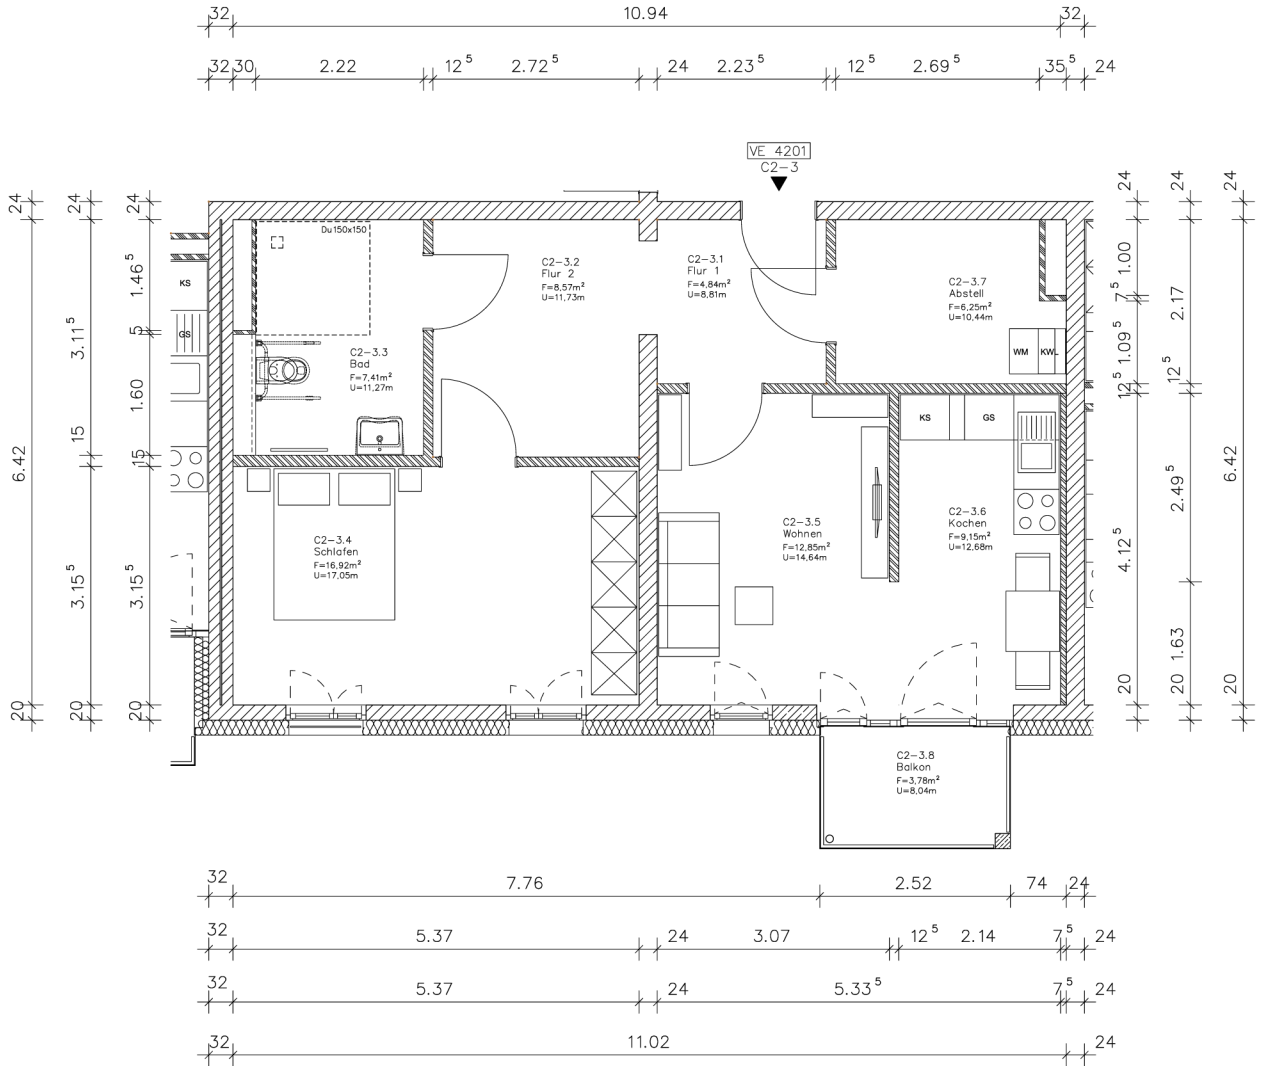 32 10.94 32
32 30 2.22 12⁵ 2.72⁵ 24 2.23⁵ 12⁵ 2.69⁵ 35⁵ 24
VE 4201
C2-3
24 24 24
24 24 24
Du150x150
C2-3.1
Flur 1
F=4,84m²
U=8,81m
C2-3.2
Flur 2
F=8,57m²
U=11,73m
C2-3.7
Abstell
F=6,25m²
U=10,44m
WM KWL
C2-3.3
Bad
F=7,41m²
U=11,27m
KS
GS
KS GS
C2-3.4
Schlafen
F=16,92m²
U=17,05m
C2-3.5
Wohnen
F=12,85m²
U=14,64m
C2-3.6
Kochen
F=9,15m²
U=12,68m
C2-3.8
Balkon
F=3,78m²
U=8,04m
6.42
20
3.11⁵
15
3.15⁵
20
1.46⁵
5
1.60
15
3.15⁵
20
1.00
7⁵
1.09⁵
12⁵
4.12⁵
20
2.17
12⁵
2.49⁵
1.63
20
6.42
20
32 7.76 2.52 74 24
32 5.37 24 3.07 12⁵ 2.14 7⁵ 24
32 5.37 24 5.33⁵ 7⁵ 24
32 11.02 24